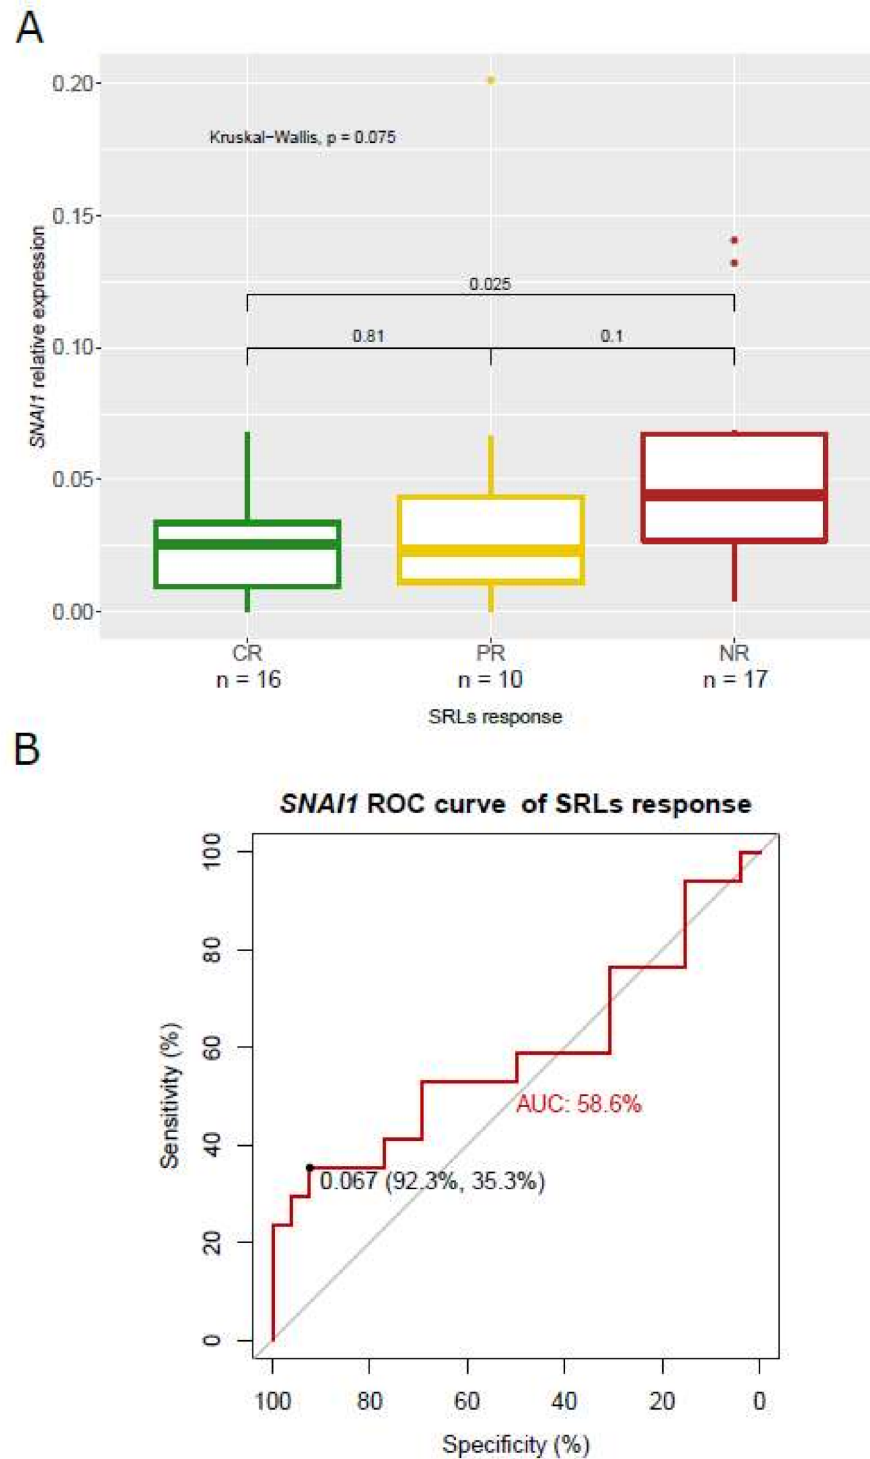 A
0.20
Kruskal−Wallis, p = 0.075
0.15
0.025
0.81
0.1
0.10
SNAI1 relative expression
0.05
0.00
CR
PR
NR
n = 16
n = 10
n = 17
SRLs response
B
SNAI1 ROC curve of SRLs response
100
80
60
40
20
0
Sensitivity (%)
AUC: 58.6%
0.067 (92.3%, 35.3%)
100
80
60
40
20
0
Specificity (%)